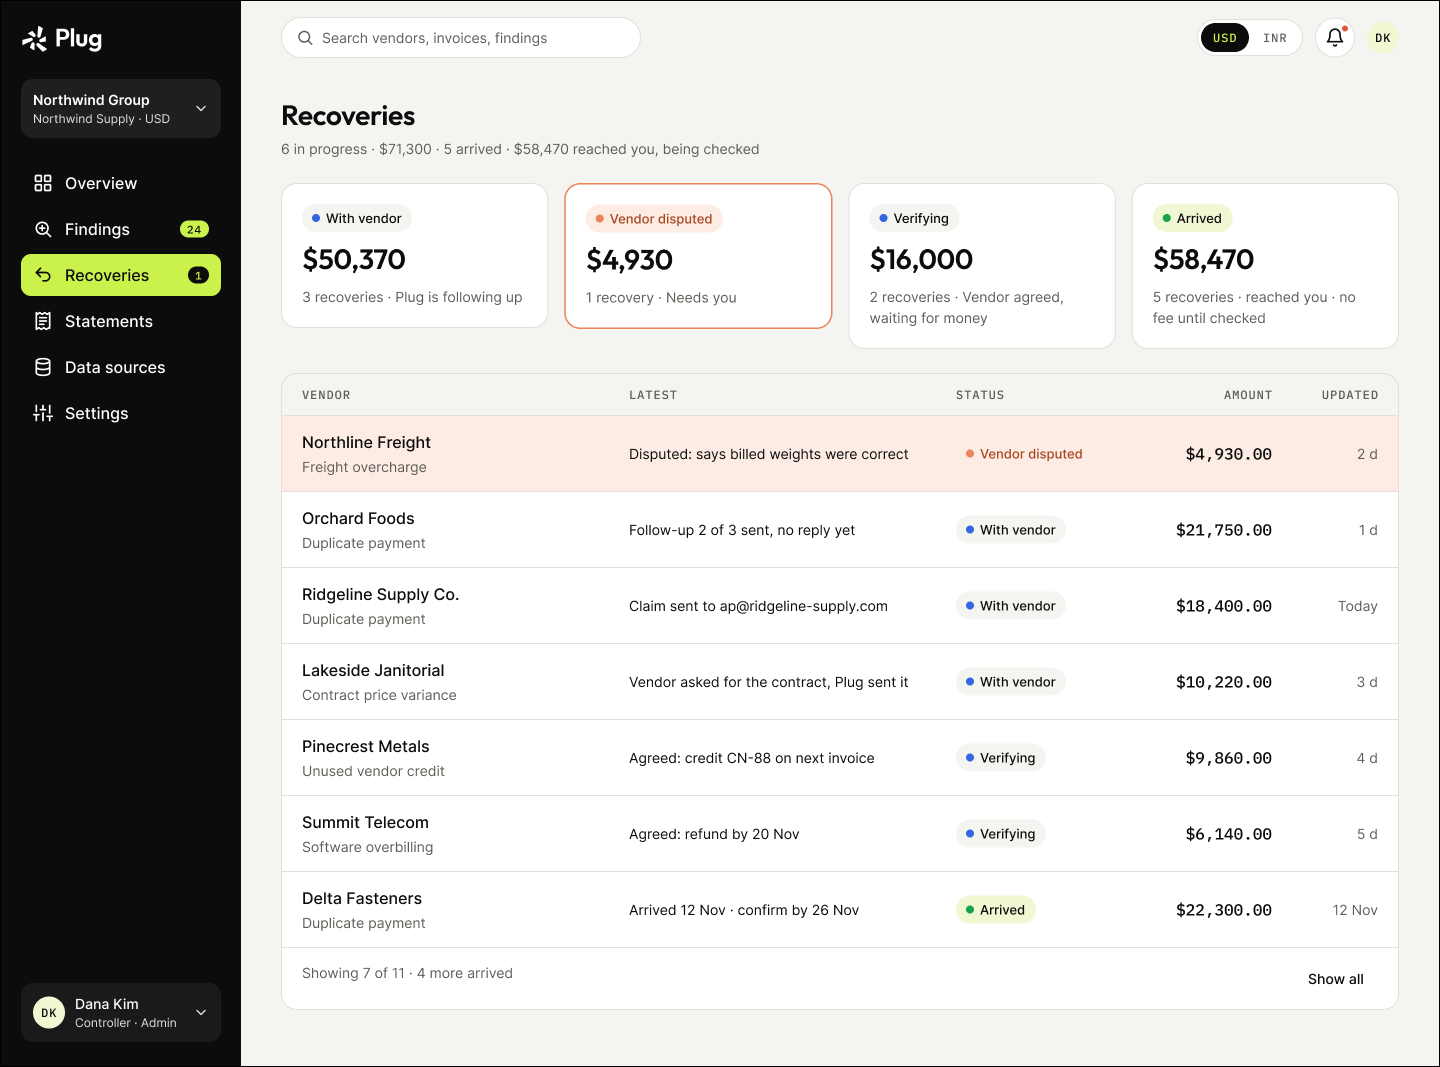 Plug
Search vendors, invoices, findings
USD
INR
DK
Northwind Group
Northwind Supply · USD
Overview
Findings
24
Recoveries
1
Statements
Data sources
Settings
Dana Kim
Controller · Admin
DK
Recoveries
6 in progress · $71,300 · 5 arrived · $58,470 reached you, being checked
With vendor
$50,370
3 recoveries · Plug is following up
Vendor disputed
$4,930
1 recovery · Needs you
Verifying
$16,000
2 recoveries · Vendor agreed,
waiting for money
Arrived
$58,470
5 recoveries · reached you · no
fee until checked
VENDOR LATEST STATUS AMOUNT UPDATED
Northline Freight
Freight overcharge
Disputed: says billed weights were correct
Vendor disputed
$4,930.00
2 d
Orchard Foods
Duplicate payment
Follow-up 2 of 3 sent, no reply yet
With vendor
$21,750.00
1 d
Ridgeline Supply Co.
Duplicate payment
Claim sent to ap@ridgeline-supply.com
With vendor
$18,400.00
Today
Lakeside Janitorial
Contract price variance
Vendor asked for the contract, Plug sent it
With vendor
$10,220.00
3 d
Pinecrest Metals
Unused vendor credit
Agreed: credit CN-88 on next invoice
Verifying
$9,860.00
4 d
Summit Telecom
Software overbilling
Agreed: refund by 20 Nov
Verifying
$6,140.00
5 d
Delta Fasteners
Duplicate payment
Arrived 12 Nov · confirm by 26 Nov
Arrived
$22,300.00
12 Nov
Showing 7 of 11 · 4 more arrived
Show all